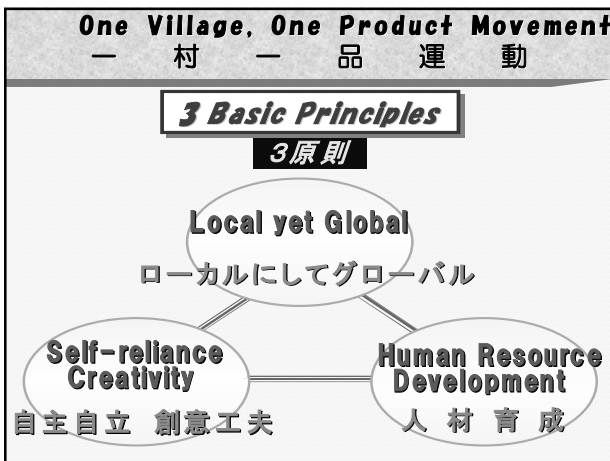 One Village, One Product Movement
一村一品運動
3 Basic Principles
3原則
Local yet Global
ローカルにしてグローバル
Self-reliance
Creativity
自主自立 創意工夫
Human Resource
Development
人材育成